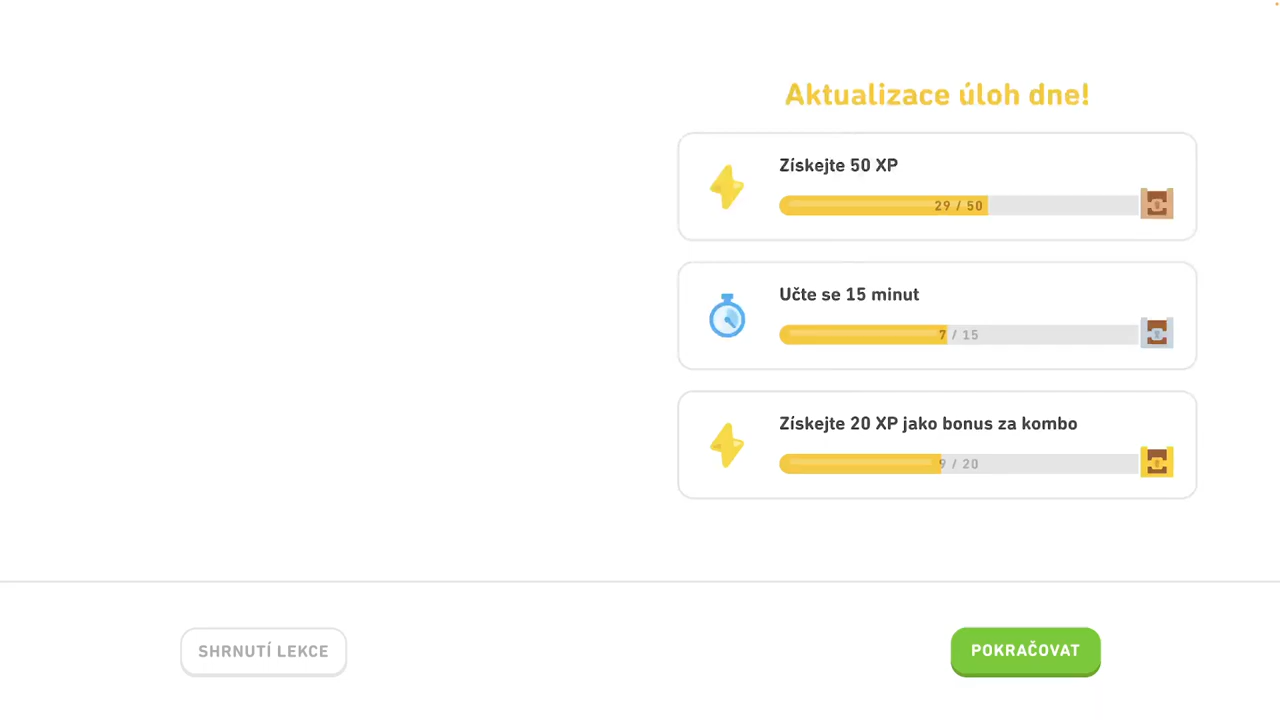 Aktualizace úloh dne!
Získejte 50 XP
29 / 50
Učte se 15 minut
7 / 15
Získejte 20 XP jako bonus za kombo
9 / 20
SHRNUTÍ LEKCE
POKRAČOVAT